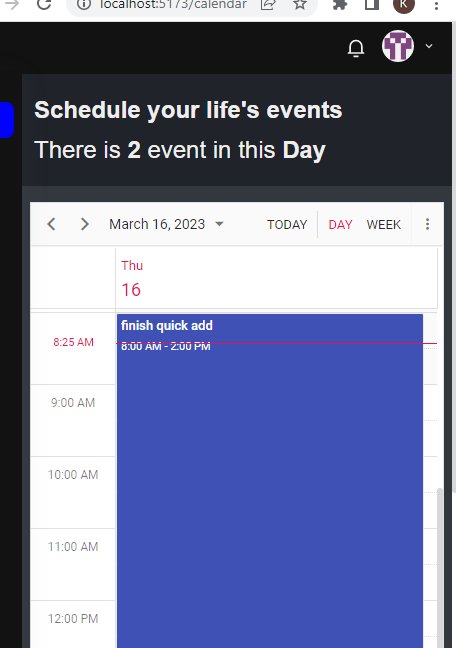 localhost:5173/calendar
K
Schedule your life's events
There is 2 event in this Day
March 16, 2023 TODAY DAY WEEK
Thu
16
finish quick add
8:25 AM 8:00 AM - 2:00 PM
9:00 AM
10:00 AM
11:00 AM
12:00 PM